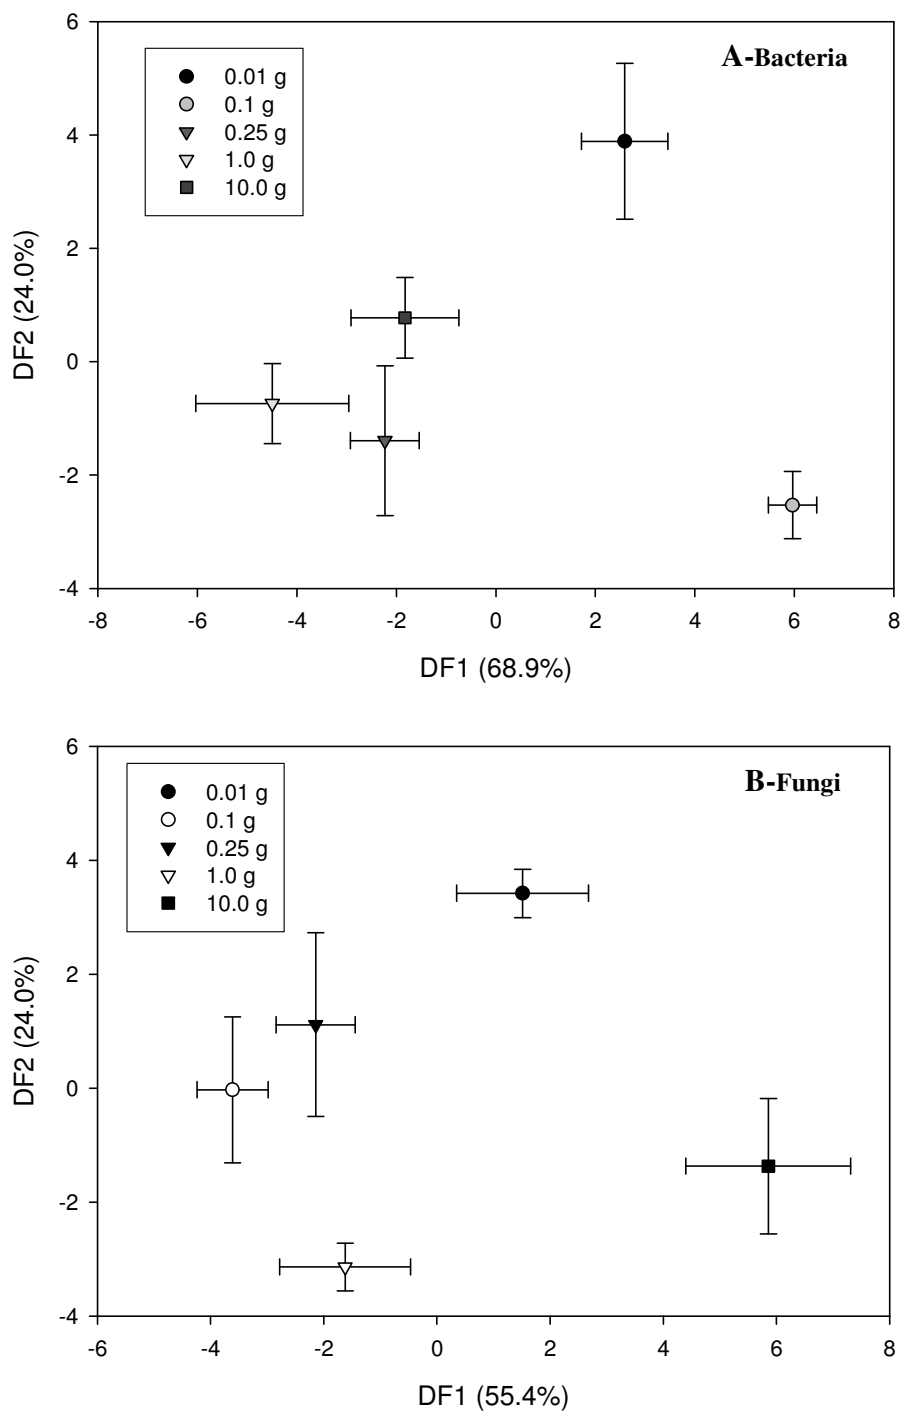 6
A-Bacteria
0.01 g
0.1 g
0.25 g
1.0 g
10.0 g
4
2
0
-2
-4
DF2 (24.0%)
-8 -6 -4 -2 0 2 4 6 8
DF1 (68.9%)
6
B-Fungi
0.01 g
0.1 g
0.25 g
1.0 g
10.0 g
4
2
0
-2
-4
DF2 (24.0%)
-6 -4 -2 0 2 4 6 8
DF1 (55.4%)